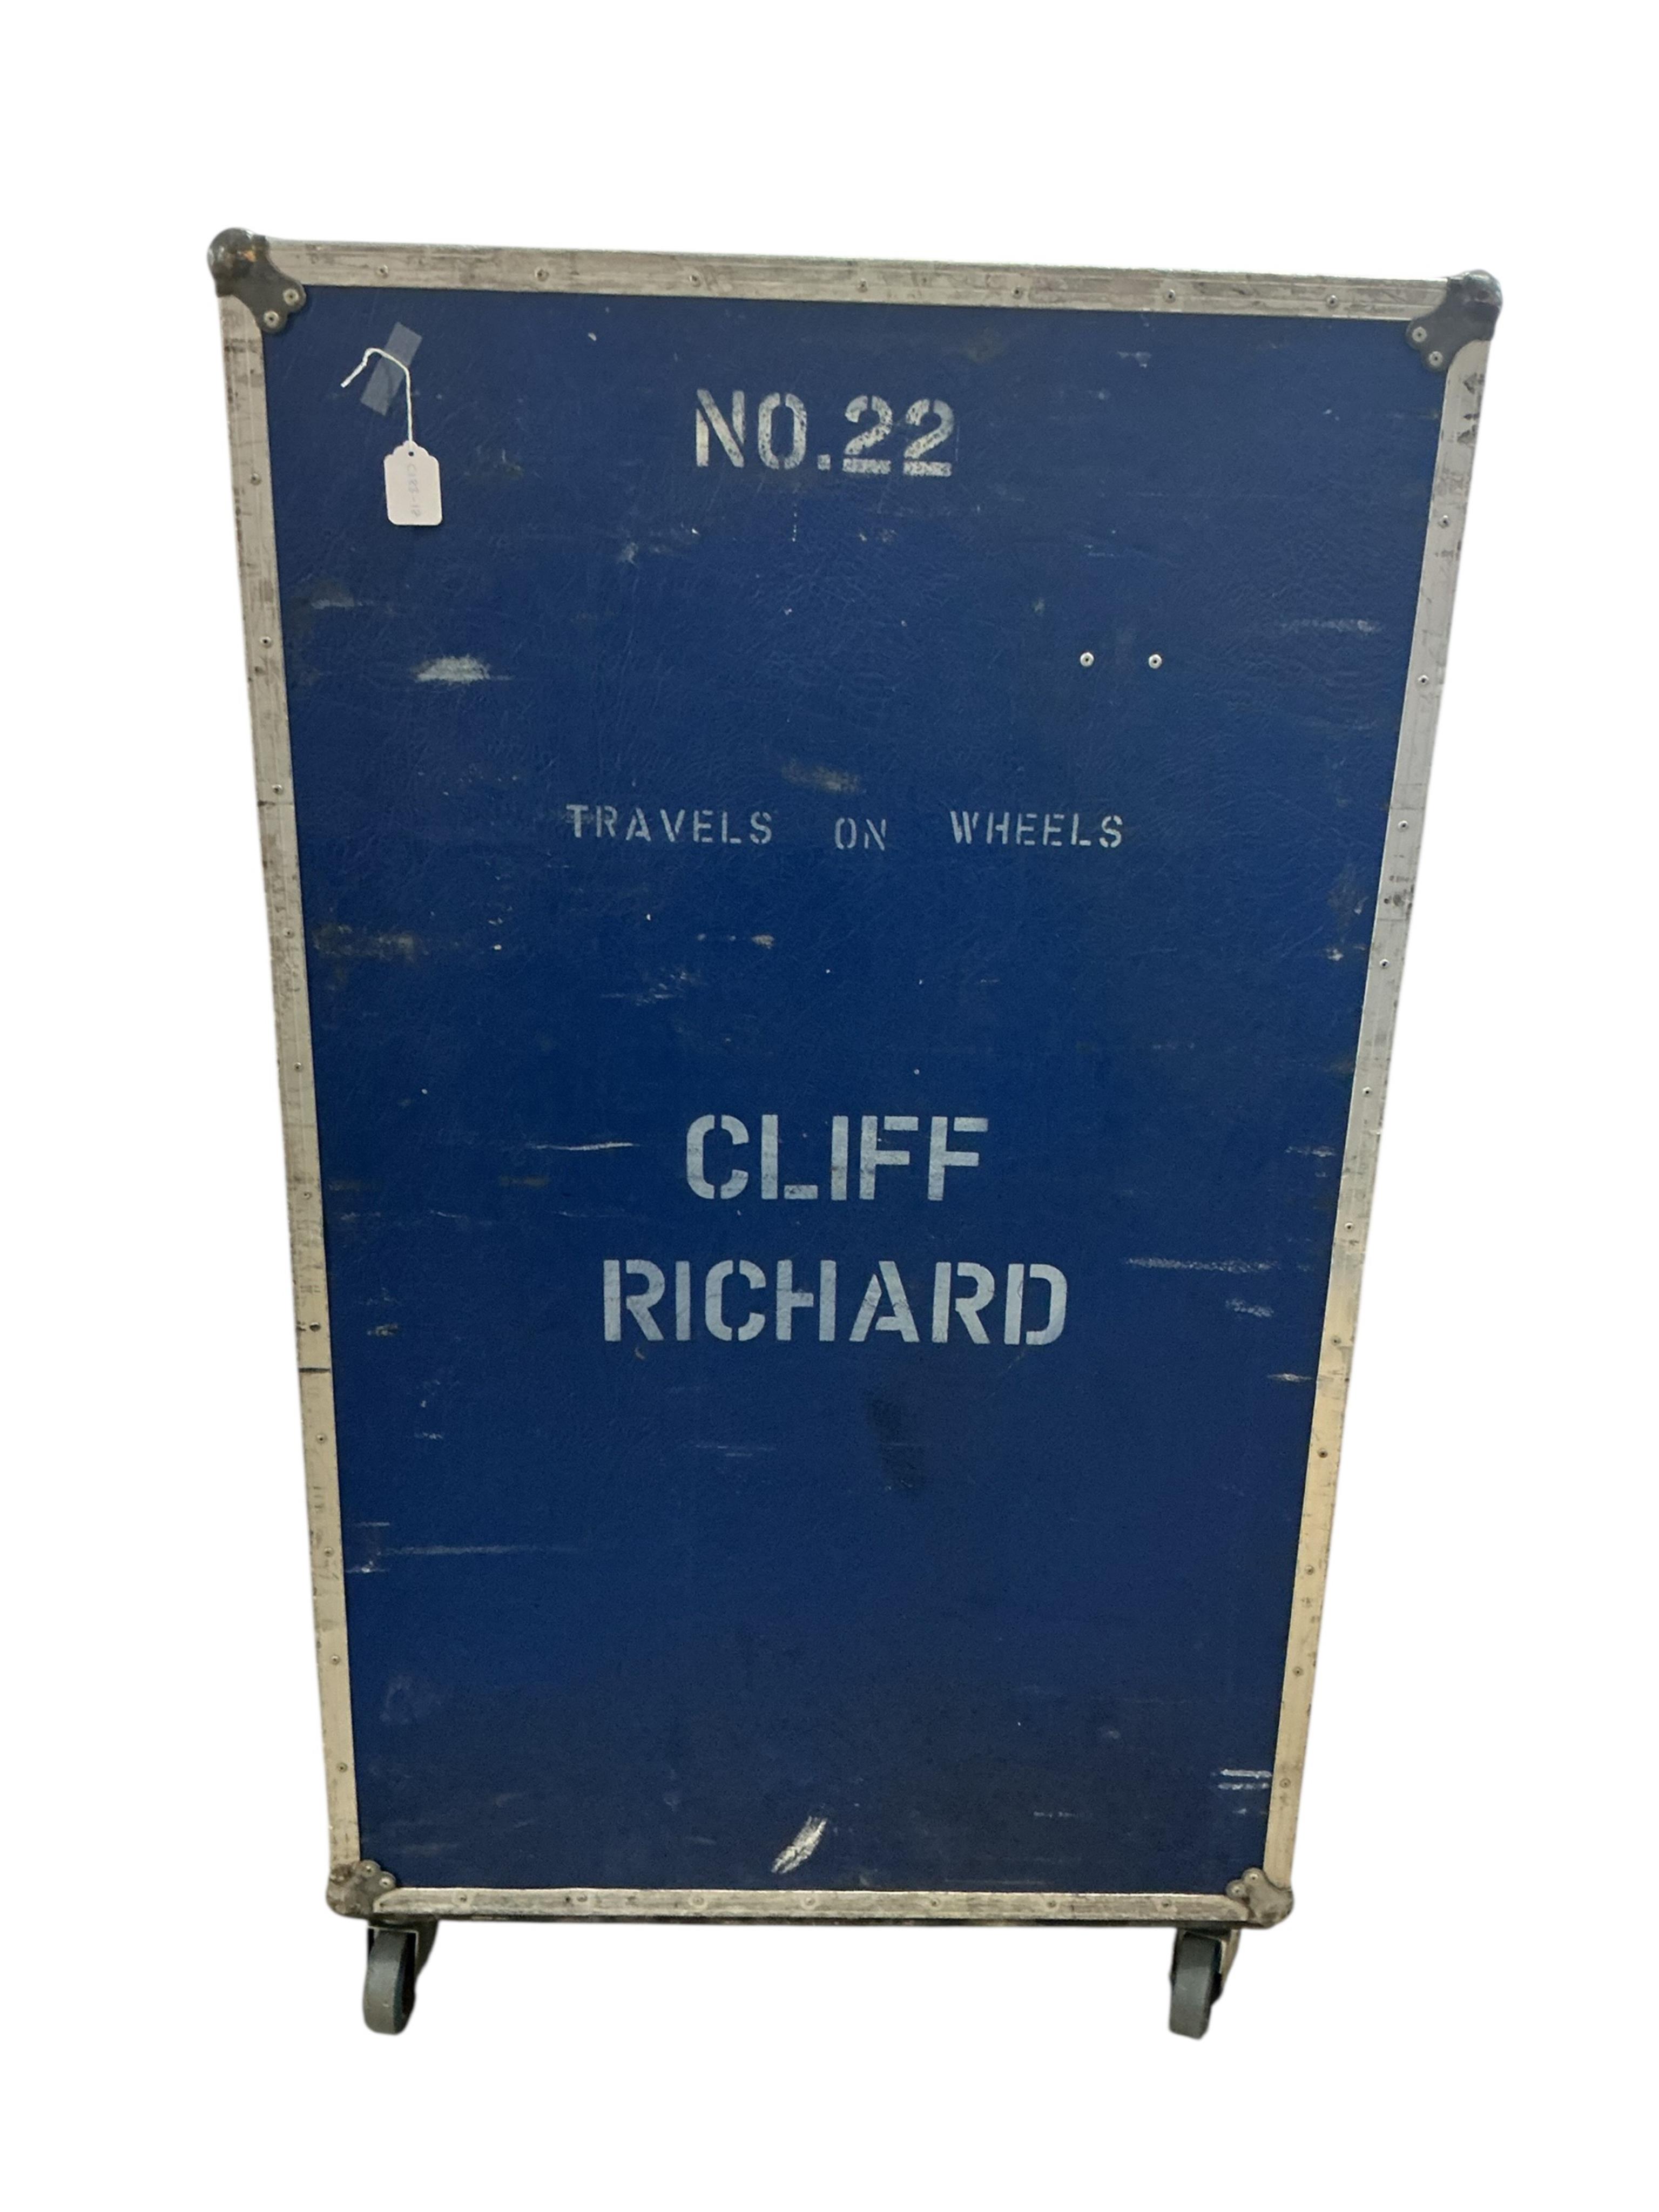 NO.22
TRAVELS ON WHEELS
CLIFF
RICHARD